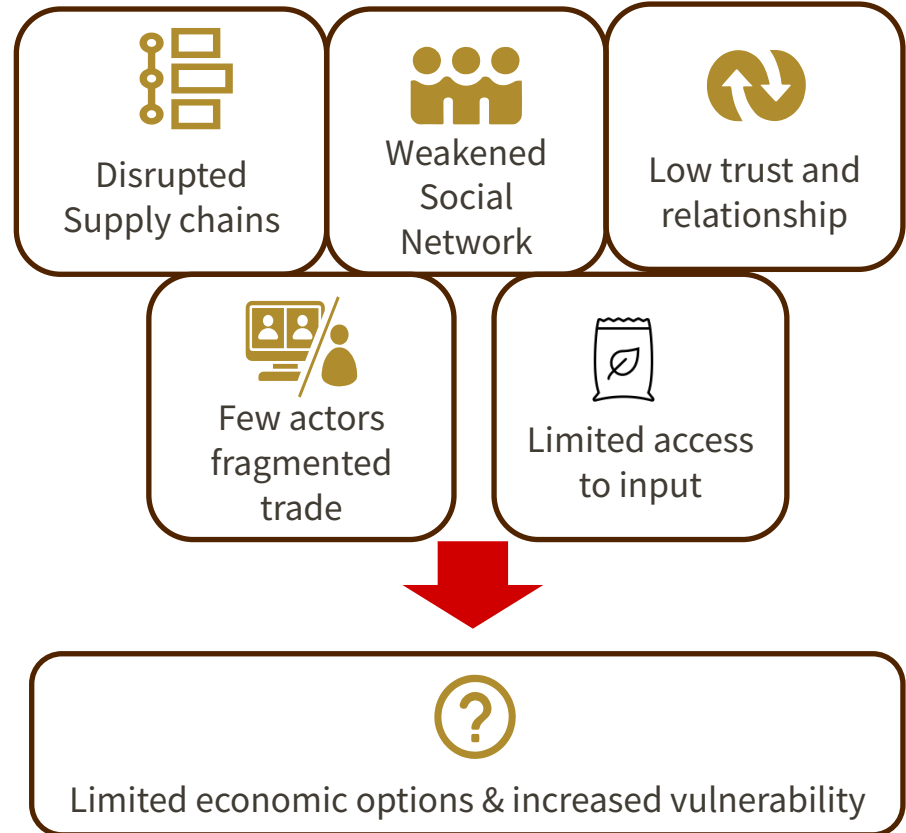 Disrupted
Supply chains
Weakened
Social
Network
Low trust and
relationship
Few actors
fragmented
trade
Limited access
to input
?
Limited economic options & increased vulnerability